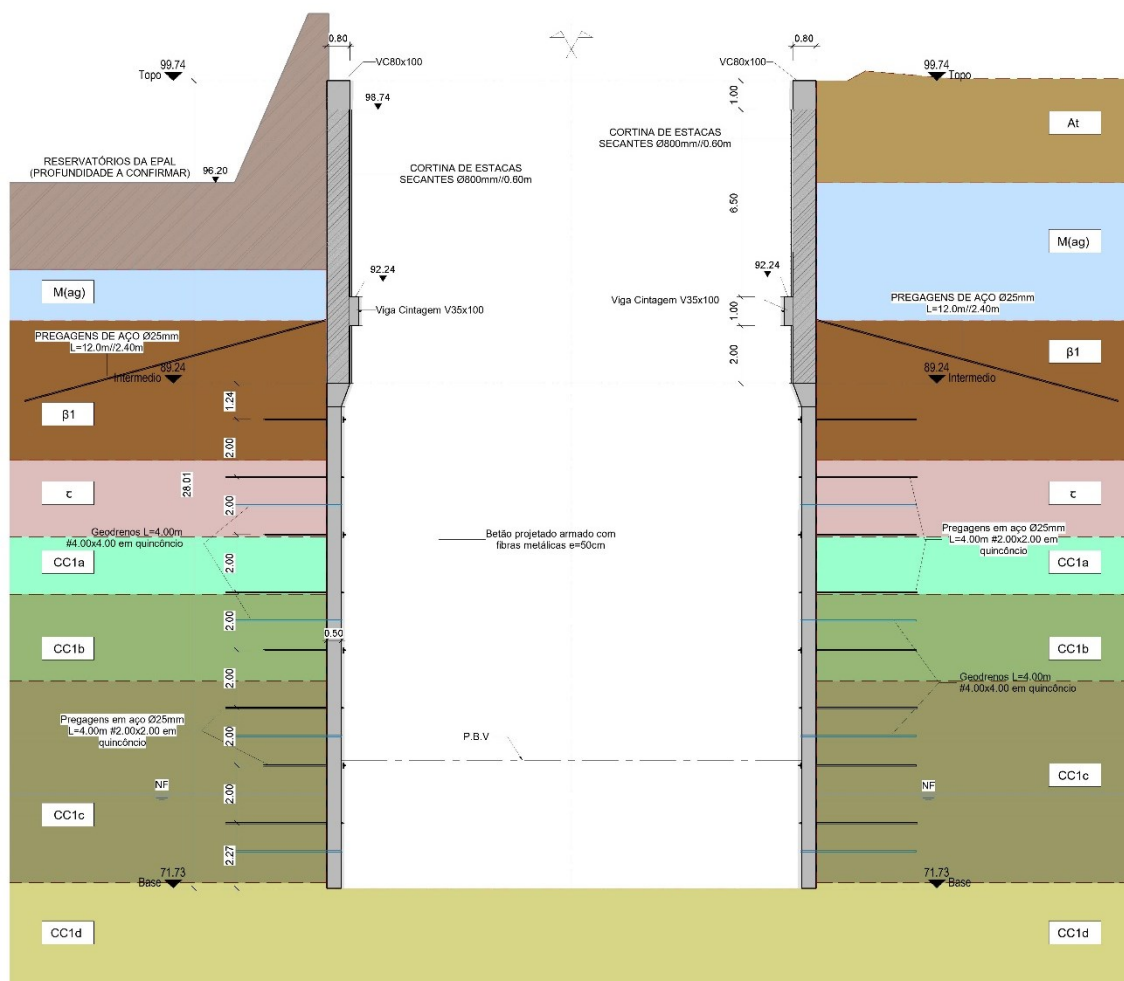 0.80
0.80
VC80x100
VC80x100
99.74
Topo
99.74
Topo
98.74
1.00
At
RESERVATÓRIOS DA EPAL
(PROFUNDIDADE A CONFIRMAR)
96.20
CORTINA DE ESTACAS
SECANTES Ø800mm//0.60m
CORTINA DE ESTACAS
SECANTES Ø800mm//0.60m
6.50
M(ag)
M(ag)
92.24
92.24
Viga Cintagem V35x100
Viga Cintagem V35x100
1.00
PREGAGENS DE AÇO Ø25mm
L=12.0m//2.40m
PREGAGENS DE AÇO Ø25mm
L=12.0m//2.40m
2.00
β1
89.24
Intermedio
89.24
Intermedio
1.24
β1
2.00
28.01
τ
τ
2.00
Geodrenos L=4.00m
#4.00x4.00 em quincôncio
Betão projetado armado com
fibras metálicas e=50cm
Pregagens em aço Ø25mm
L=4.00m #2.00x2.00 em
quincôncio
CC1a
CC1a
2.00
2.00
0.50
CC1b
CC1b
2.00
Geodrenos L=4.00m
#4.00x4.00 em quincôncio
Pregagens em aço Ø25mm
L=4.00m #2.00x2.00 em
quincôncio
2.00
P.B.V
CC1c
NF
NF
2.00
CC1c
2.27
71.73
Base
71.73
Base
CC1d
CC1d